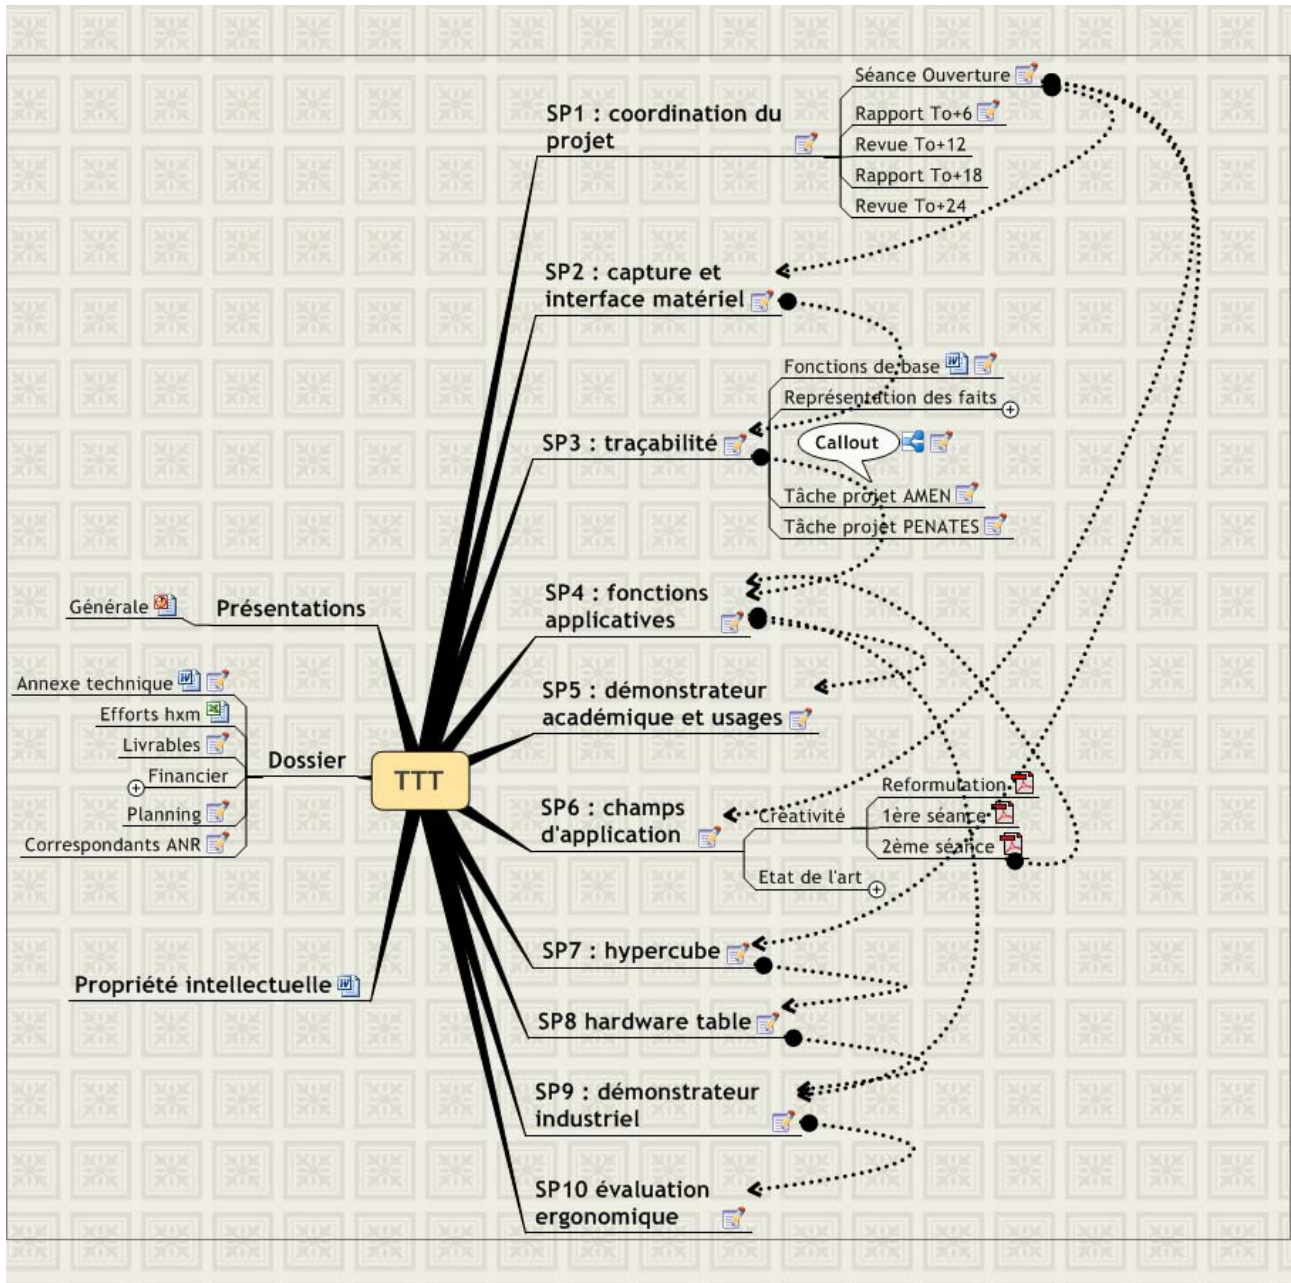 Séance Ouverture
SP1 : coordination du
projet
Rapport To+6
Revue To+12
Rapport To+18
Revue To+24
SP2 : capture et
interface matériel
Fonctions de base
Représentation des faits
SP3 : traçabilité
Callout
Tâche projet AMEN
Tâche projet PENATES
SP4 : fonctions
applicatives
Générale
Présentations
SP5 : démonstrateur
académique et usages
Annexe technique
Efforts hxm
Livrables
Financier
Planning
Correspondants ANR
Dossier
TTT
SP6 : champs
d'application
Créativité
Reformulation
1ère séance
2ème séance
Etat de l'art
SP7 : hypercube
Propriété intellectuelle
SP8 hardware table
SP9 : démonstrateur
industriel
SP10 évaluation
ergonomique